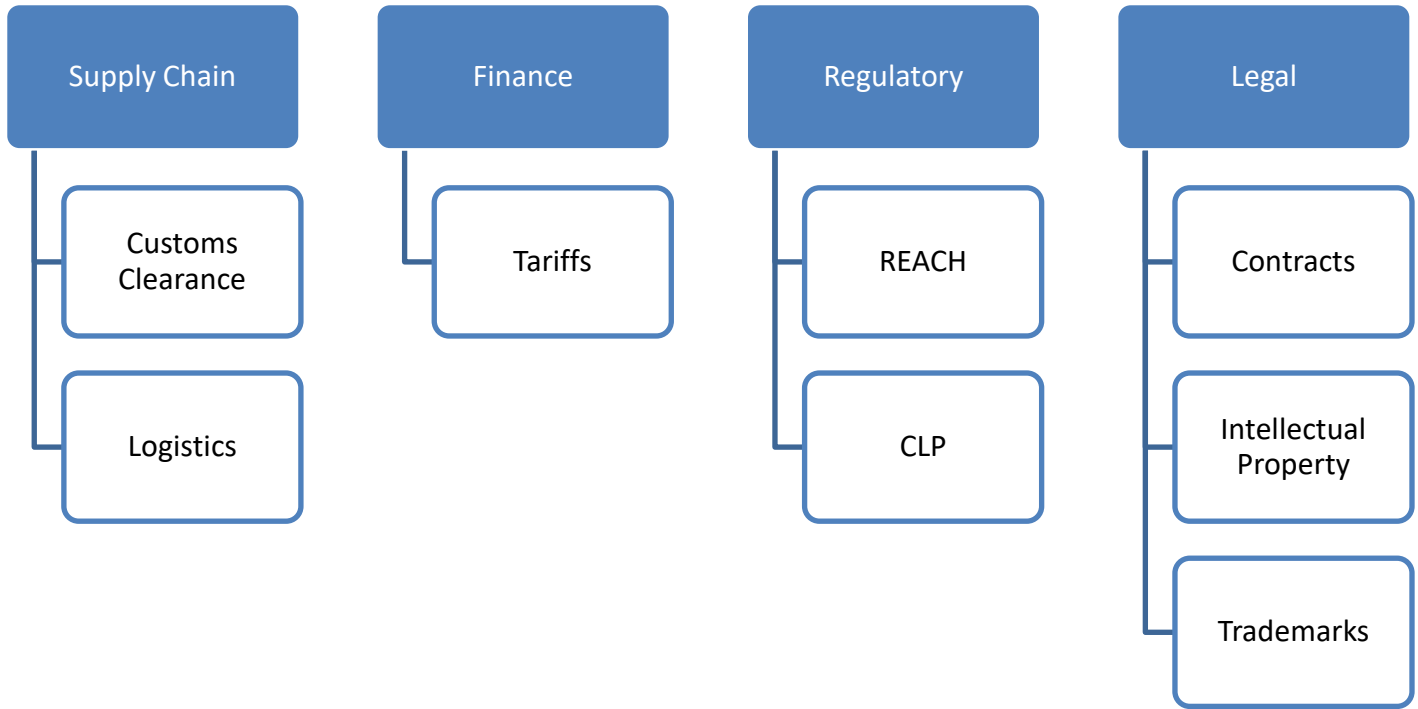 Supply Chain
Customs
Clearance
Logistics
Finance
Tariffs
Regulatory
REACH
CLP
Legal
Contracts
Intellectual
Property
Trademarks